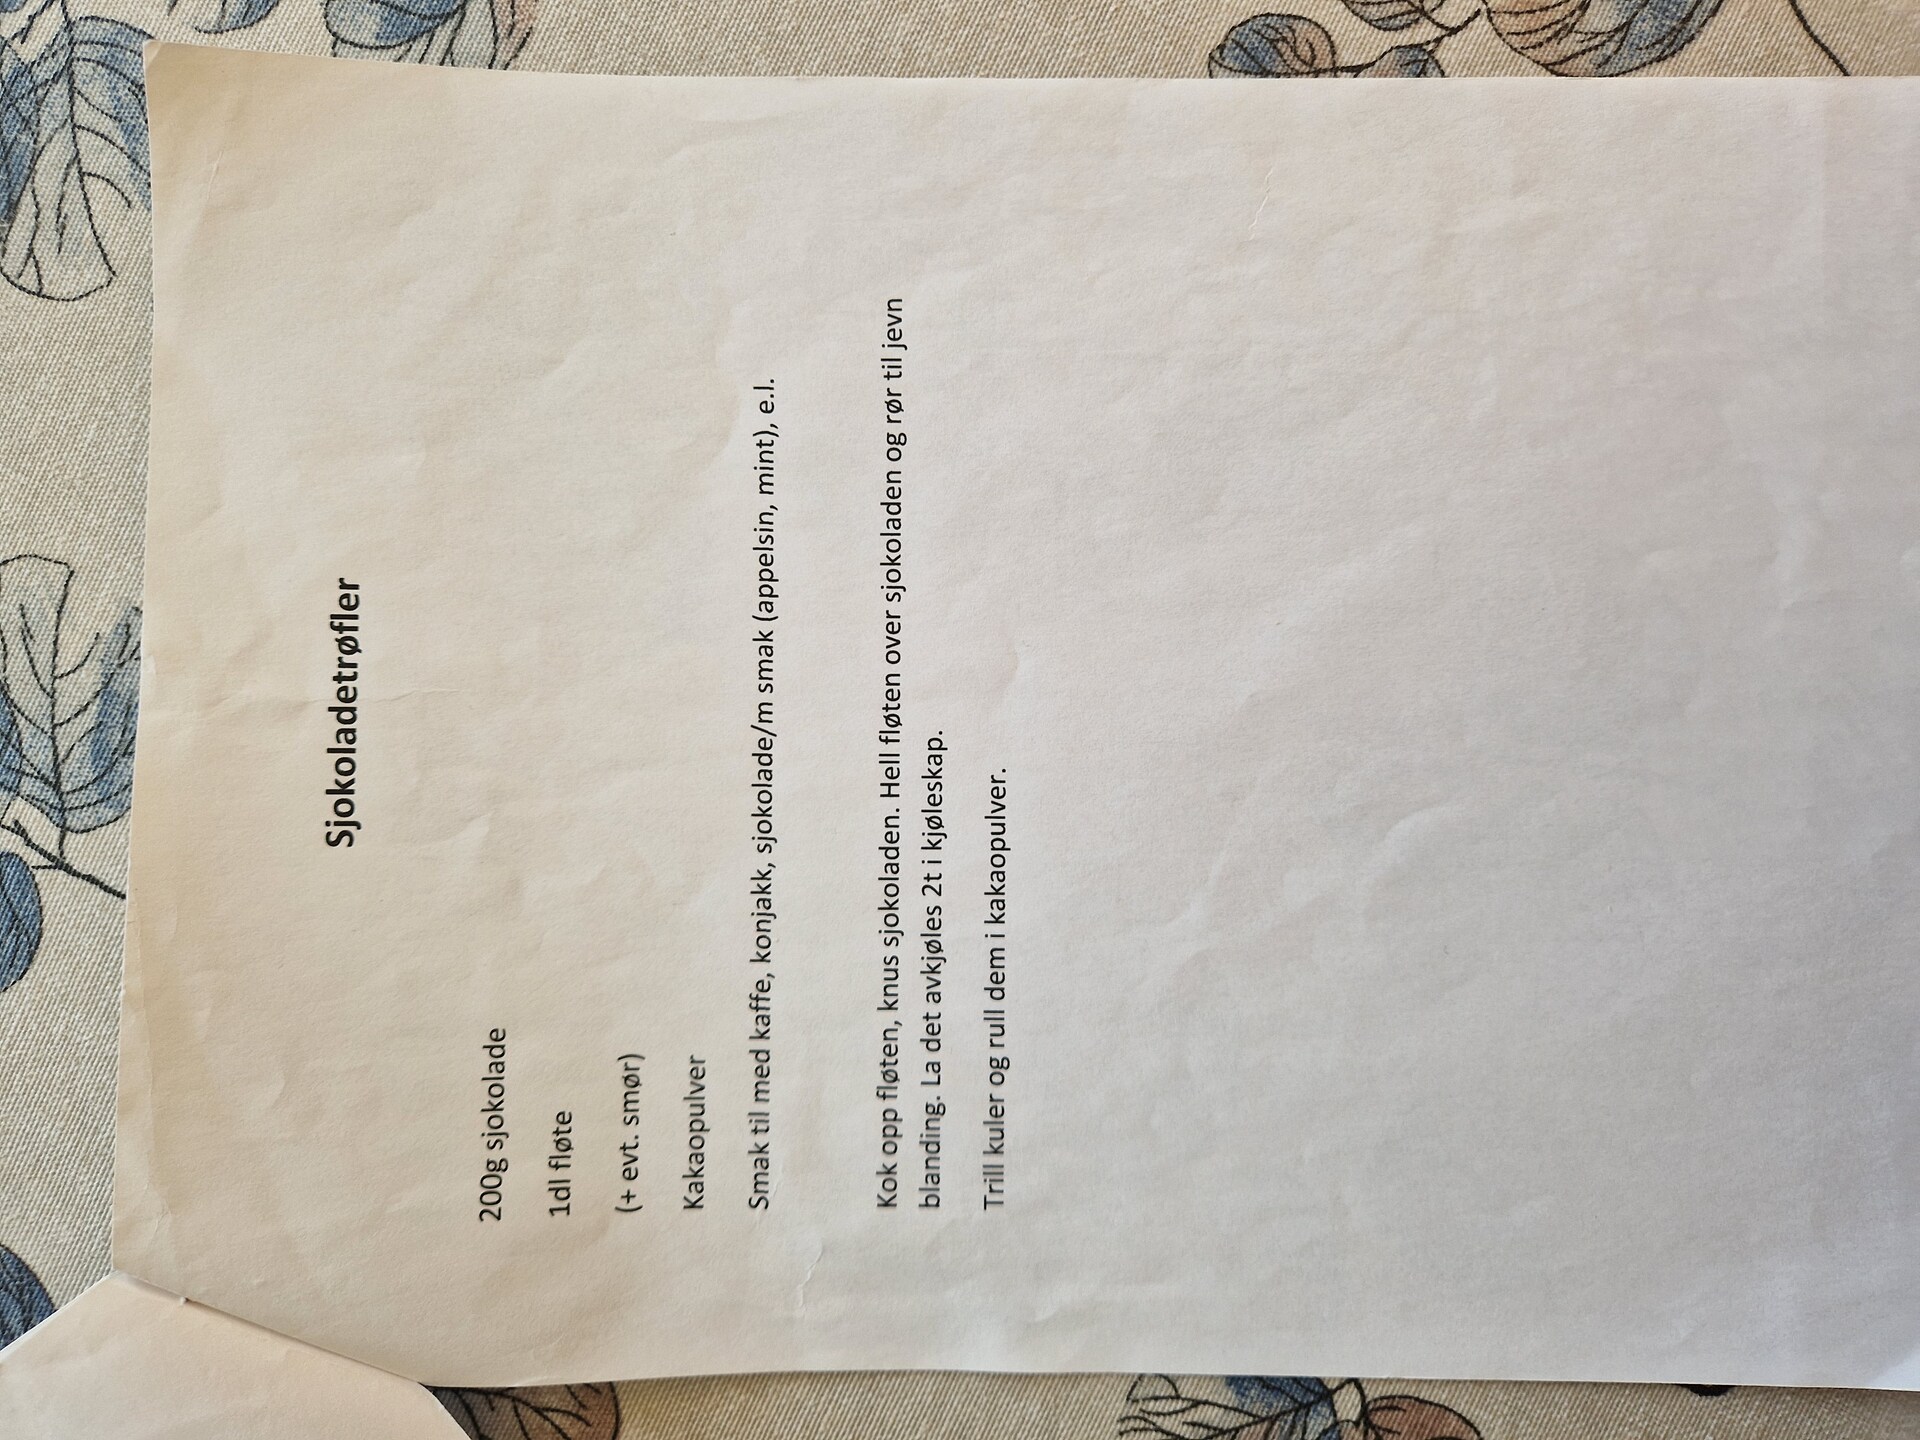 Sjokoladetrøfler
200g sjokolade
1dl fløte
(+ evt. smør)
Kakaopulver
Smak til med kaffe, konjakk, sjokolade/m smak (appelsin, mint), e.l.
Kok opp fløten, knus sjokoladen. Hell fløten over sjokoladen og rør til jevn
blanding. La det avkjøles 2t i kjøleskap.
Trill kuler og rull dem i kakaopulver.